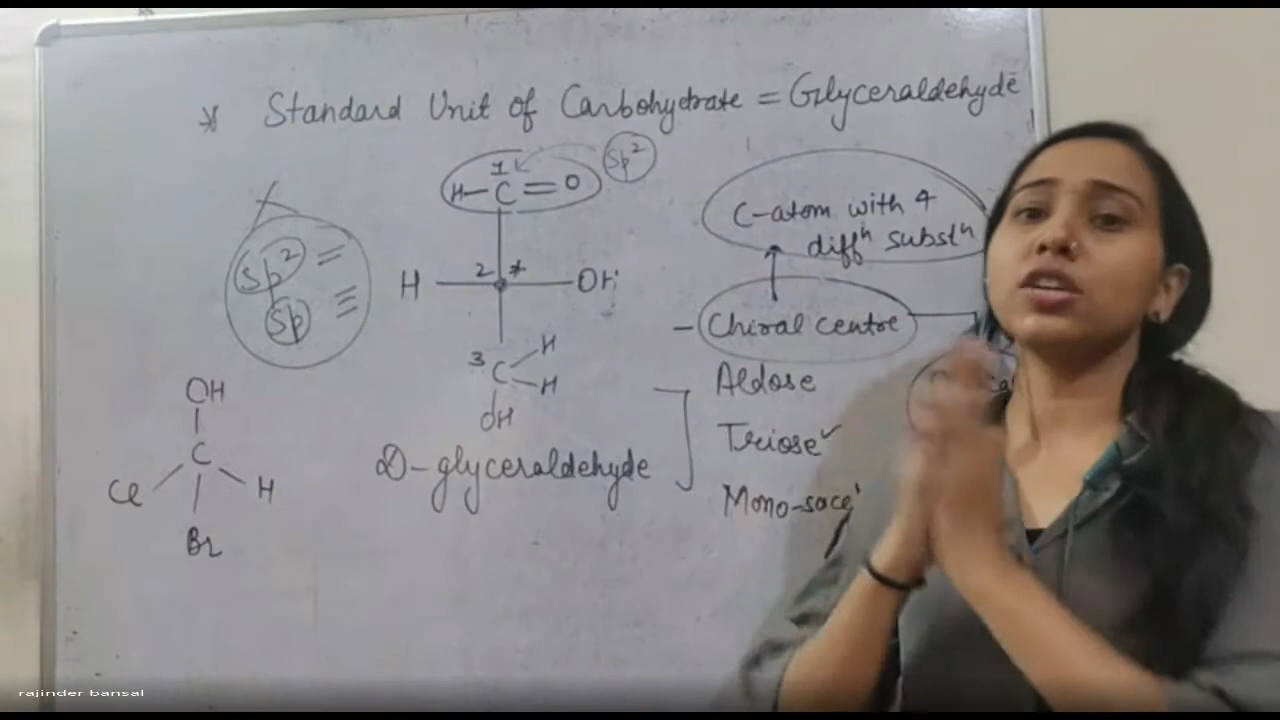 * Standard Unit of Carbohydrate = Glyceraldehyde
1
Sp²
H-C=O
C-atom with 4
diffⁿ substⁿ
Sp² =
Sp ≡
2 *
H OH
- Chiral centre
3
C H
H
OH
Aldose
Triose ✓
D-glyceraldehyde
Mono-sacc'
OH
C
Cl H
Br
rajinder bansal